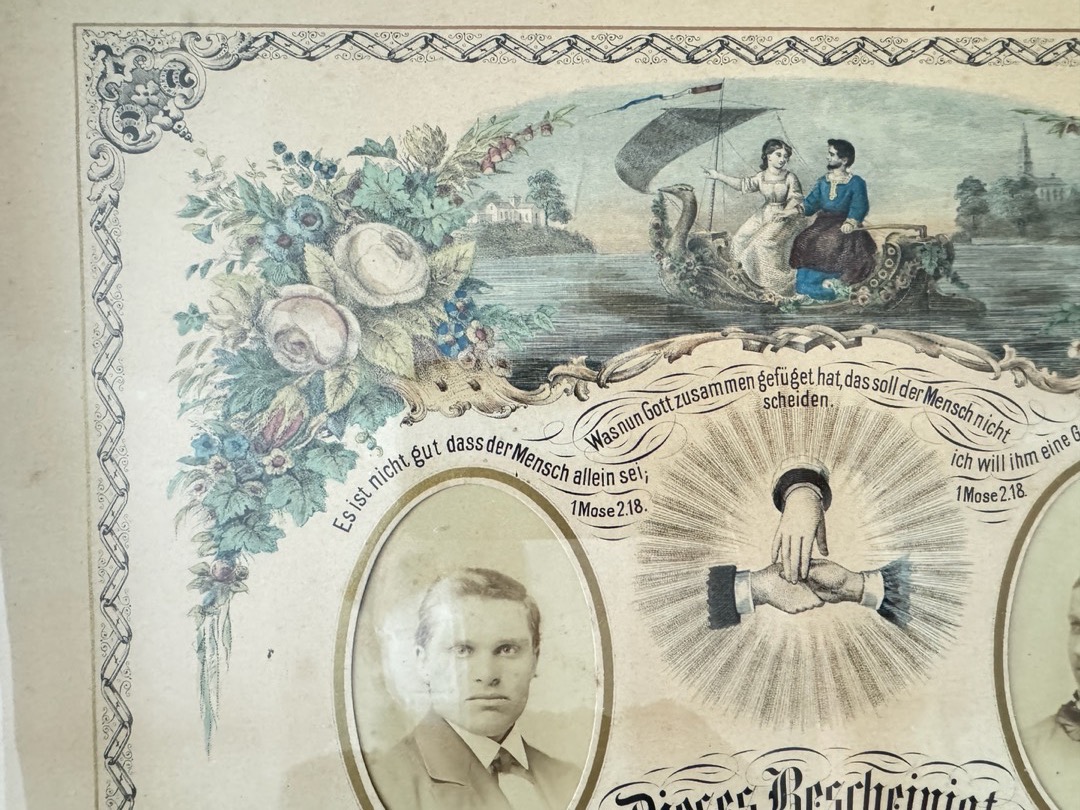 Was nun Gott zusammen gefüget hat, das soll der Mensch nicht
scheiden.
Es ist nicht gut dass der Mensch allein sei;
1 Mose 2.18.
ich will ihm eine
1 Mose 2.18.
Dieses Bescheinigt